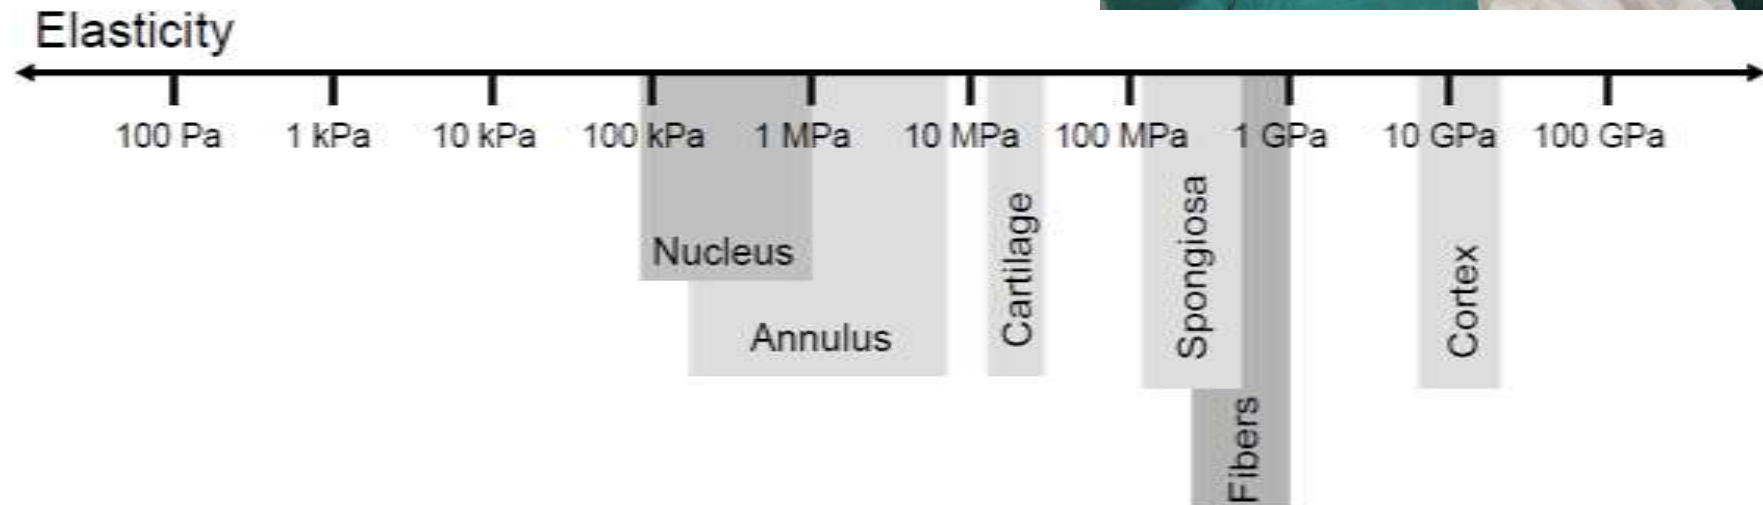 Elasticity
100 Pa 1 kPa 10 kPa 100 kPa 1 MPa 10 MPa 100 MPa 1 GPa 10 GPa 100 GPa
Nucleus
Annulus
Cartilage
Spongiosa
Fibers
Cortex